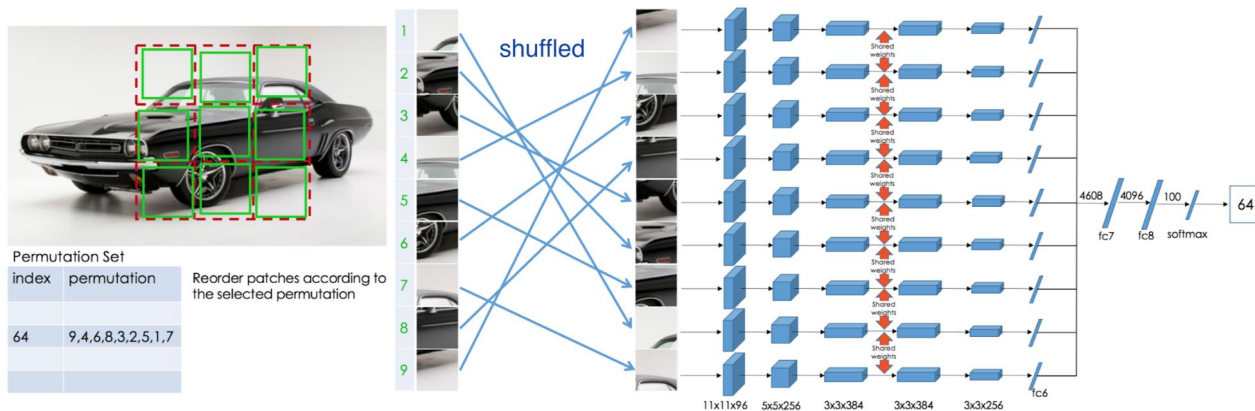 Permutation Set
index permutation
64 9,4,6,8,3,2,5,1,7
Reorder patches according to
the selected permutation
1
2
3
4
5
6
7
8
9
shuffled
Shared
weights
Shared
weights
Shared
weights
Shared
weights
Shared
weights
Shared
weights
Shared
weights
Shared
weights
11x11x96 5x5x256 3x3x384 3x3x384 3x3x256
fc6
4608 4096 100
fc7 fc8 softmax
64